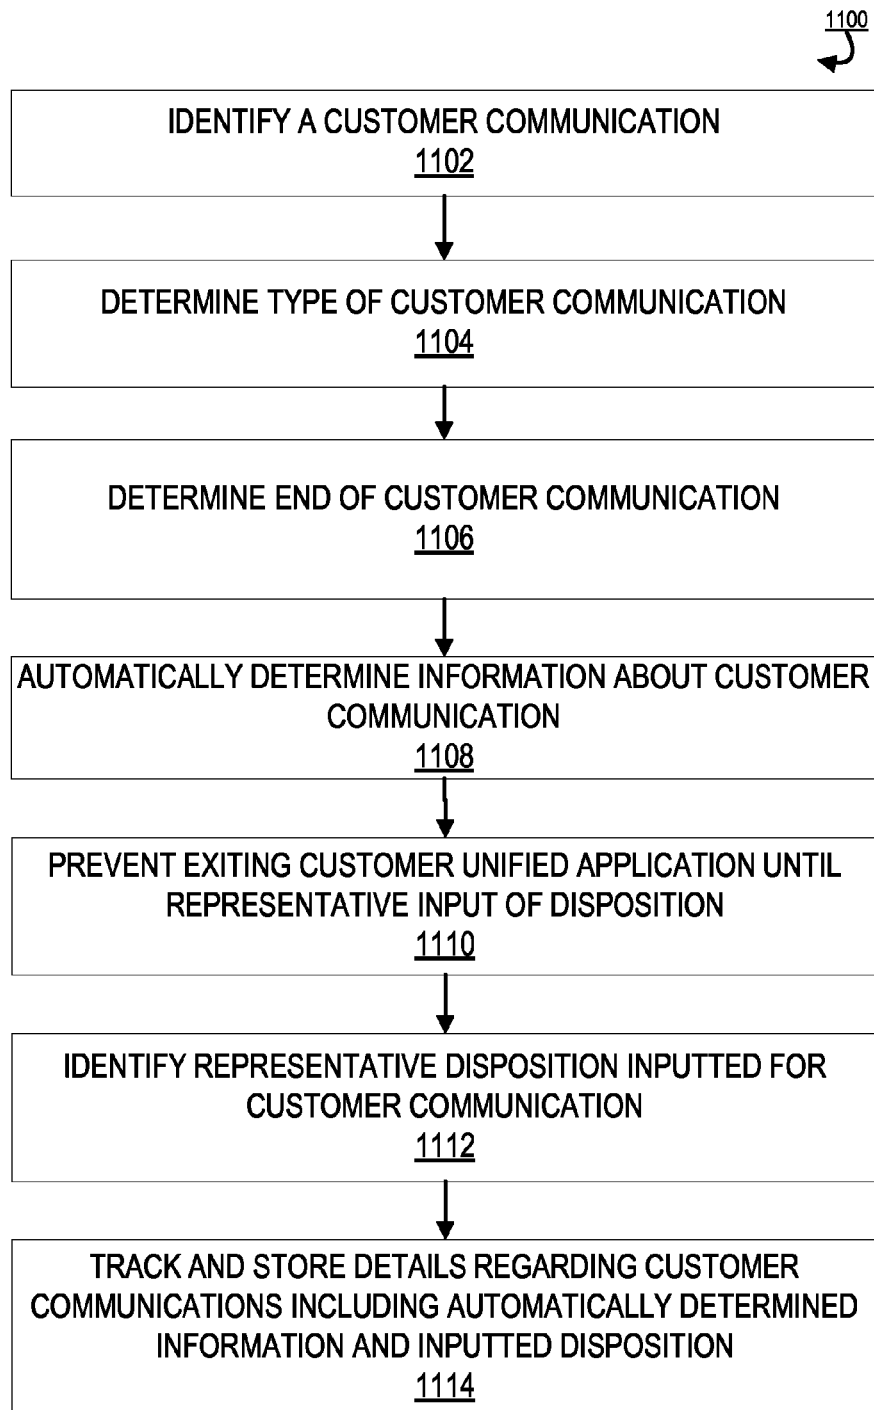 1100
IDENTIFY A CUSTOMER COMMUNICATION
1102
DETERMINE TYPE OF CUSTOMER COMMUNICATION
1104
DETERMINE END OF CUSTOMER COMMUNICATION
1106
AUTOMATICALLY DETERMINE INFORMATION ABOUT CUSTOMER
COMMUNICATION
1108
PREVENT EXITING CUSTOMER UNIFIED APPLICATION UNTIL
REPRESENTATIVE INPUT OF DISPOSITION
1110
IDENTIFY REPRESENTATIVE DISPOSITION INPUTTED FOR
CUSTOMER COMMUNICATION
1112
TRACK AND STORE DETAILS REGARDING CUSTOMER
COMMUNICATIONS INCLUDING AUTOMATICALLY DETERMINED
INFORMATION AND INPUTTED DISPOSITION
1114